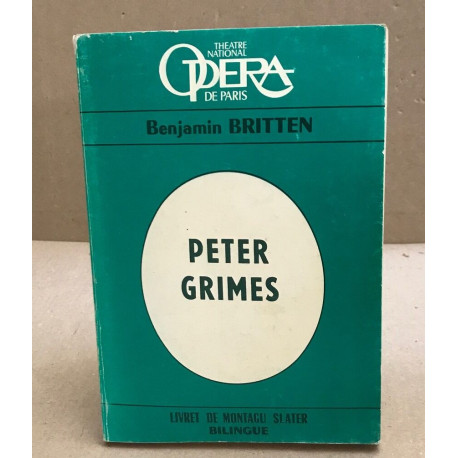 THEATRE
NATIONAL
OPERA
DE PARIS
Benjamin BRITTEN
PETER
GRIMES
LIVRET DE MONTAGU SLATER
BILINGUE